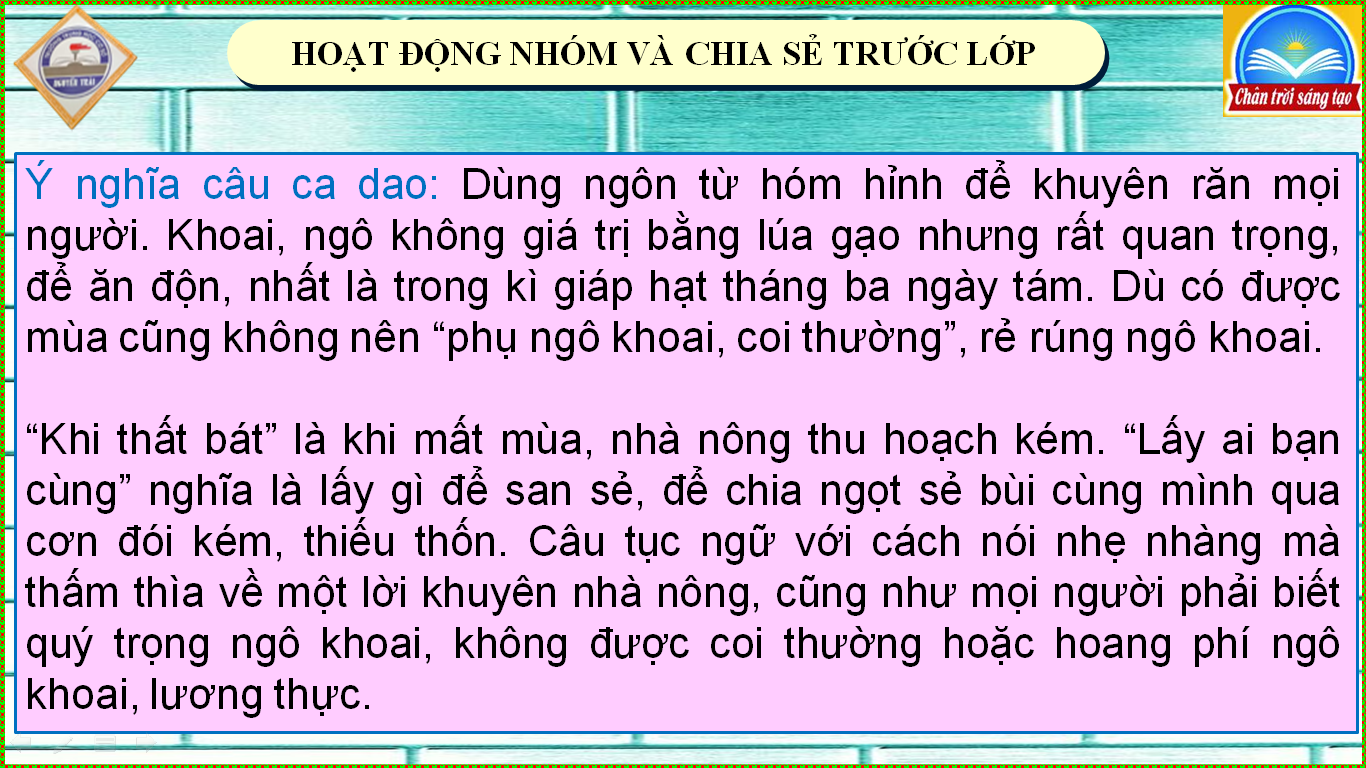 HOẠT ĐỘNG NHÓM VÀ CHIA SẺ TRƯỚC LỚP
NGUYỄN TRÃI
Chân trời sáng tạo
Ý nghĩa câu ca dao: Dùng ngôn từ hóm hỉnh để khuyên răn mọi
người. Khoai, ngô không giá trị bằng lúa gạo nhưng rất quan trọng,
để ăn độn, nhất là trong kì giáp hạt tháng ba ngày tám. Dù có được
mùa cũng không nên “phụ ngô khoai, coi thường”, rẻ rúng ngô khoai.
“Khi thất bát” là khi mất mùa, nhà nông thu hoạch kém. “Lấy ai bạn
cùng” nghĩa là lấy gì để san sẻ, để chia ngọt sẻ bùi cùng mình qua
cơn đói kém, thiếu thốn. Câu tục ngữ với cách nói nhẹ nhàng mà
thấm thìa về một lời khuyên nhà nông, cũng như mọi người phải biết
quý trọng ngô khoai, không được coi thường hoặc hoang phí ngô
khoai, lương thực.